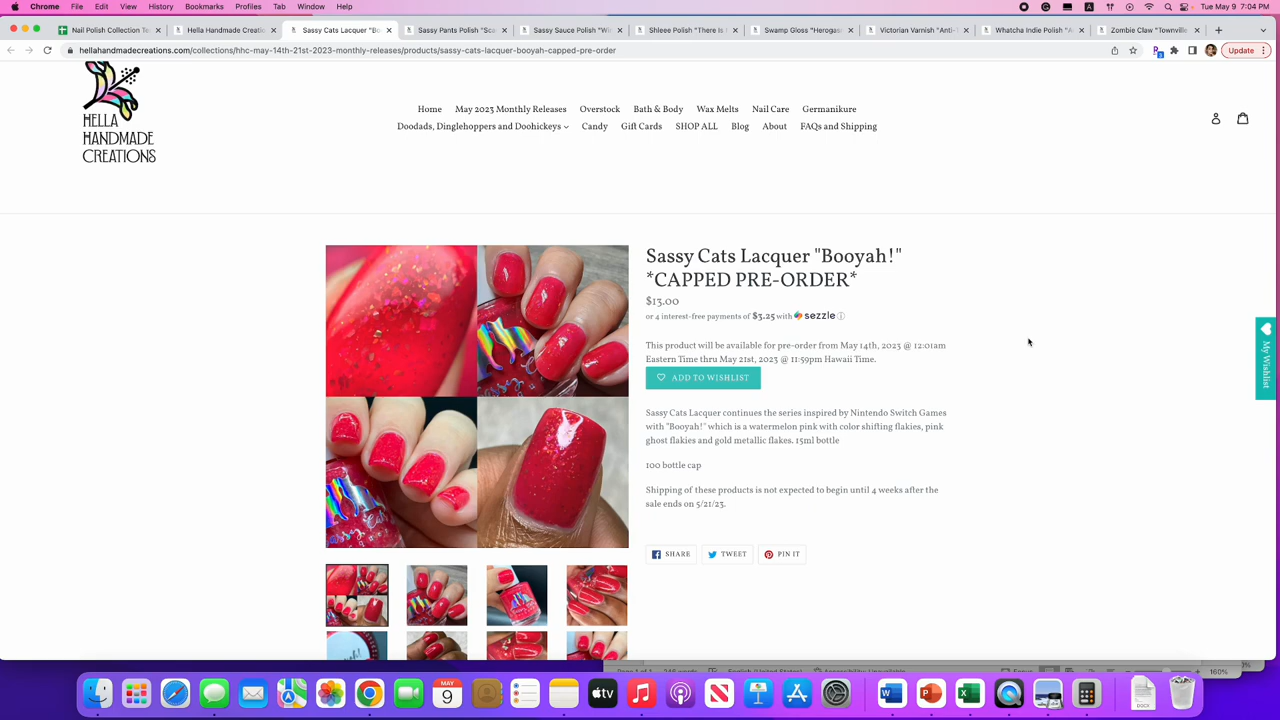 Chrome File Edit View History Bookmarks Profiles Tab Window Help Tue May 9 7:04 PM
Nail Polish Collection Te Hella Handmade Creatio Sassy Cats Lacquer "Bo Sassy Pants Polish "Sca Sassy Sauce Polish "Wi Shleee Polish "There Is Swamp Gloss "Herogas Victorian Varnish "Anti- Whatcha Indie Polish "A Zombie Claw "Townville
hellahandmadecreations.com/collections/hhc-may-14th-21st-2023-monthly-releases/products/sassy-cats-lacquer-booyah-capped-pre-order Update
HELLA
HANDMADE
CREATIONS
Home May 2023 Monthly Releases Overstock Bath & Body Wax Melts Nail Care Germanikure
Doodads, Dinglehoppers and Doohickeys Candy Gift Cards SHOP ALL Blog About FAQs and Shipping
Sassy Cats Lacquer "Booyah!"
*CAPPED PRE-ORDER*
$13.00
or 4 interest-free payments of $3.25 with sezzle
This product will be available for pre-order from May 14th, 2023 @ 12:01am
Eastern Time thru May 21st, 2023 @ 11:59pm Hawaii Time.
ADD TO WISHLIST
My Wishlist
Sassy Cats Lacquer continues the series inspired by Nintendo Switch Games
with "Booyah!" which is a watermelon pink with color shifting flakies, pink
ghost flakies and gold metallic flakes. 15ml bottle
100 bottle cap
Shipping of these products is not expected to begin until 4 weeks after the
sale ends on 5/21/23.
SHARE TWEET PIN IT
160%
MAY
9
tv
DOCX